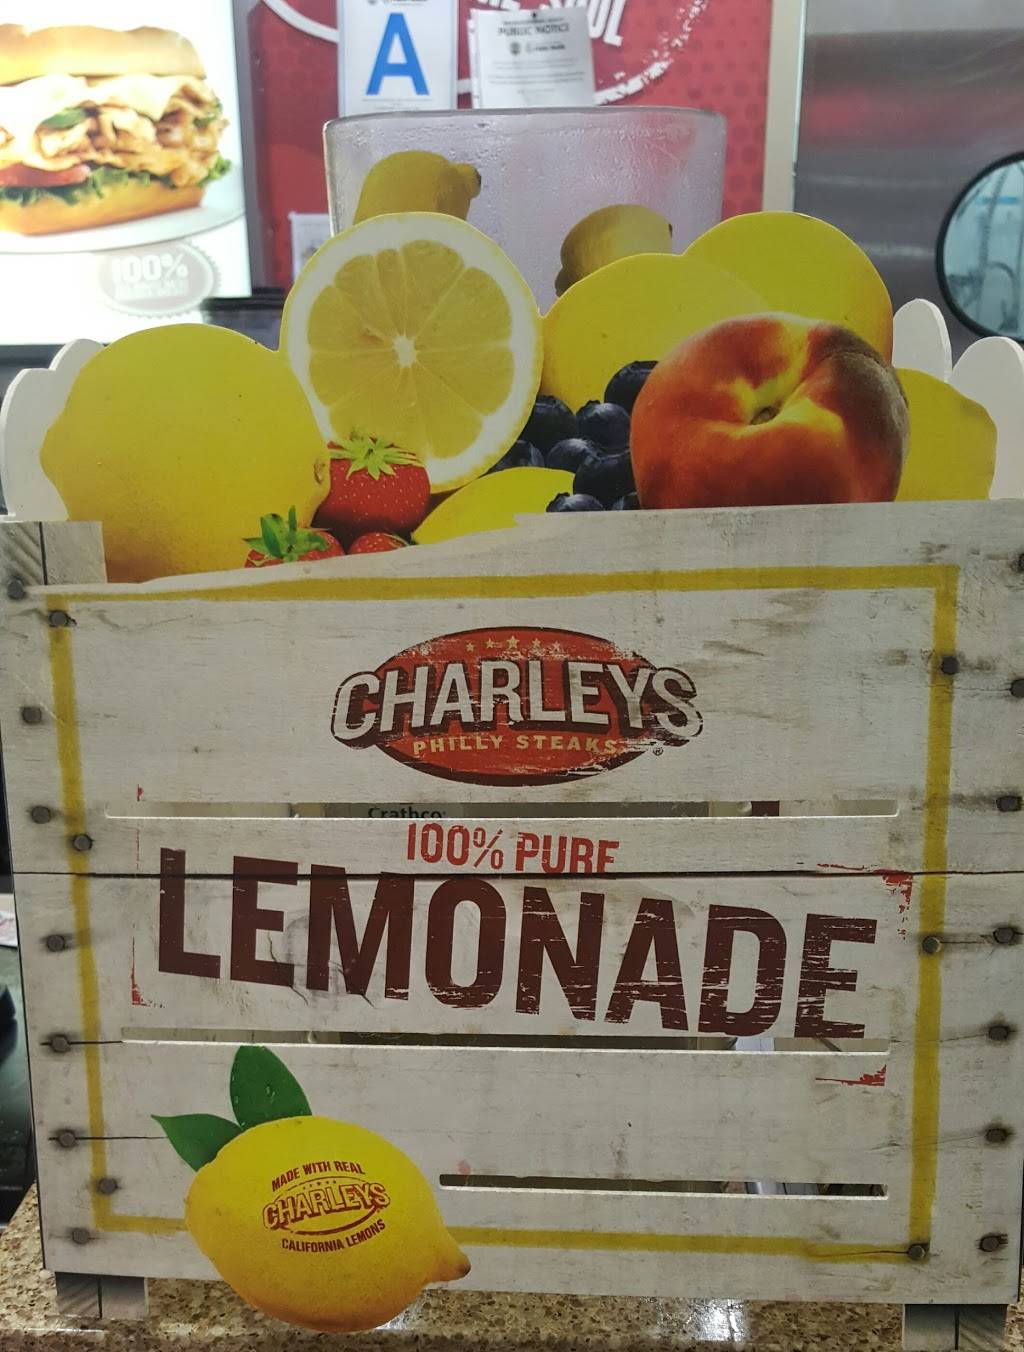 A
PUBLIC NOTICE
100%
CHARLEYS
PHILLY STEAKS
®
Crathco
100% PURE
LEMONADE
MADE WITH REAL
CHARLEYS
CALIFORNIA LEMONS